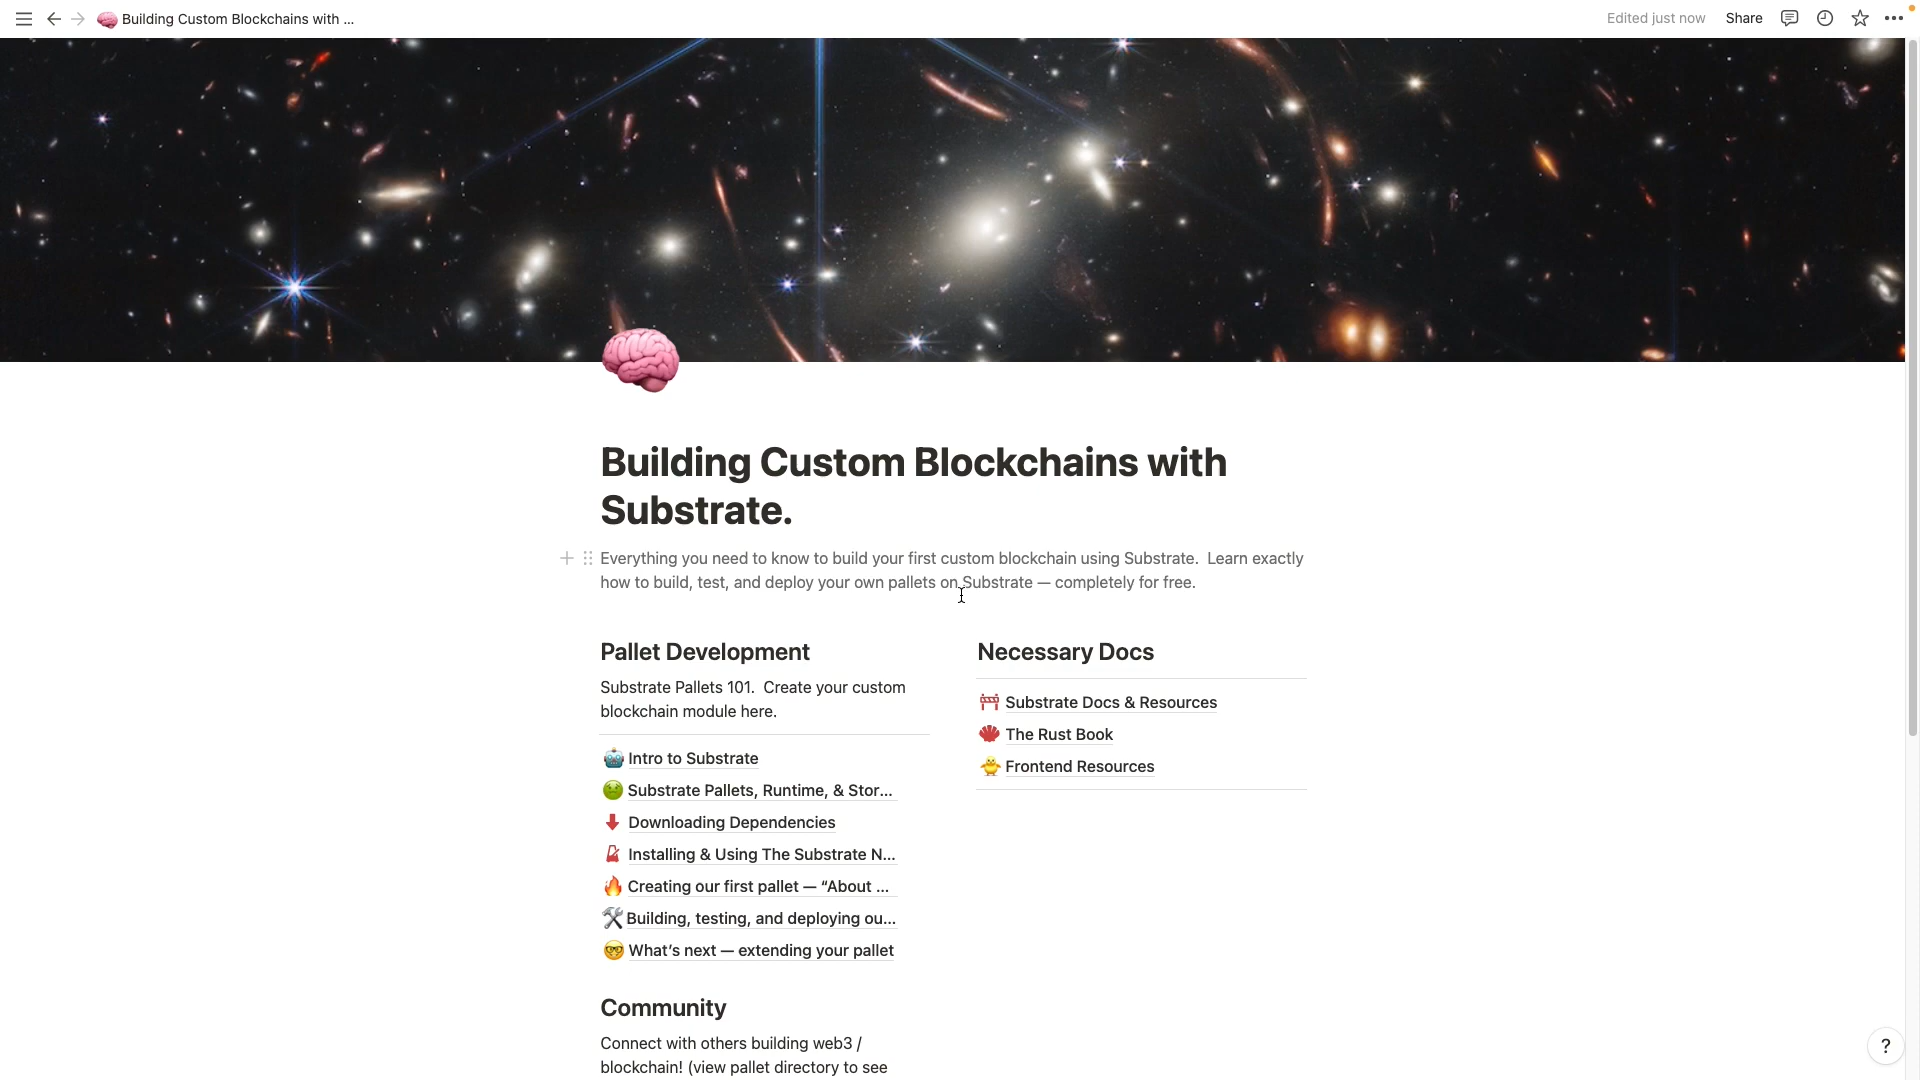 Building Custom Blockchains with ...
Edited just now
Share
Building Custom Blockchains with
Substrate.
Everything you need to know to build your first custom blockchain using Substrate.  Learn exactly
how to build, test, and deploy your own pallets on Substrate — completely for free.
Pallet Development
Substrate Pallets 101.  Create your custom
blockchain module here.
Intro to Substrate
Substrate Pallets, Runtime, & Stor...
Downloading Dependencies
Installing & Using The Substrate N...
Creating our first pallet — “About ...
Building, testing, and deploying ou...
What’s next — extending your pallet
Necessary Docs
Substrate Docs & Resources
The Rust Book
Frontend Resources
Community
Connect with others building web3 /
blockchain! (view pallet directory to see
?